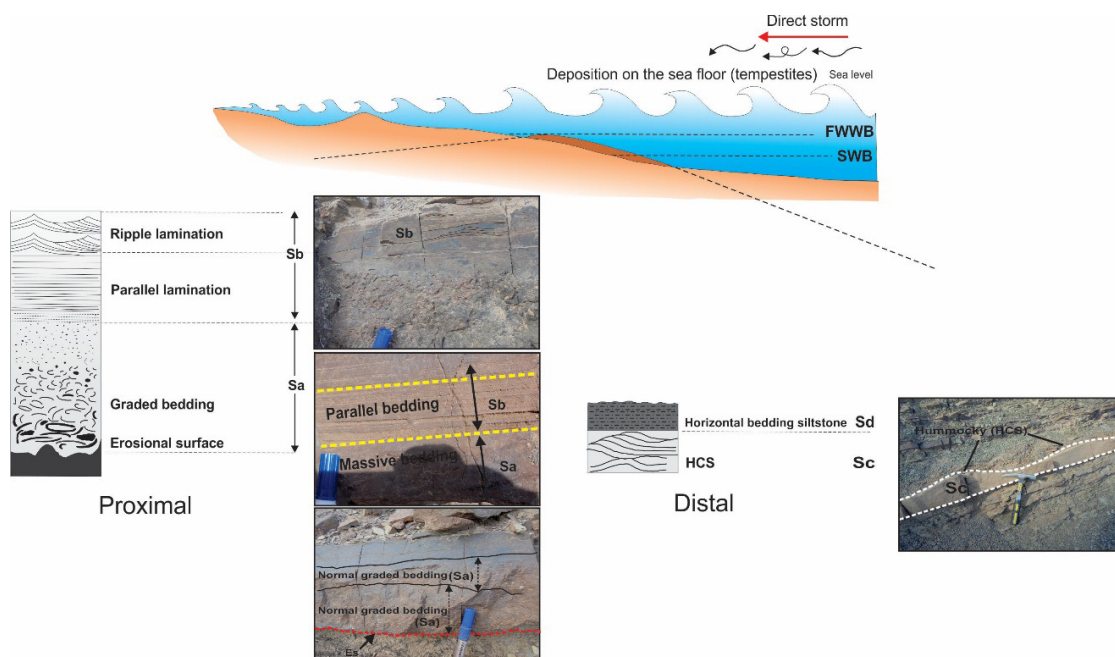 Direct storm
Deposition on the sea floor (tempestites) Sea level
FWWB
SWB
Ripple lamination
Sb
Parallel lamination
Sa
Graded bedding
Erosional surface
Proximal
Sb
Parallel bedding
Sb
Massive bedding
Sa
Normal graded bedding (Sa)
Normal graded bedding
(Sa)
Es
Horizontal bedding siltstone Sd
HCS Sc
Distal
Hummocky (HCS)
Sc